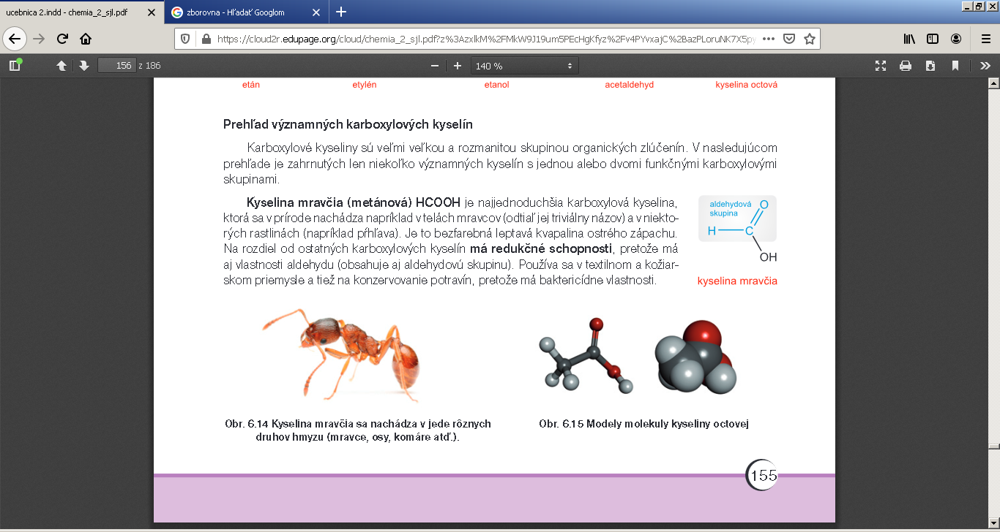 ucebnica 2.indd - chemia_2_sjl.pdf
zborovna - Hľadať Googlom
https://cloud2r.edupage.org/cloud/chemia_2_sjl.pdf?z%3AzxlkM%2FMkW9J19um5PEcHgKfyz%2Fv4PYvxajC%2BazPLoruNK7X5py
156 z 186
140 %
etán etylén etanol acetaldehyd kyselina octová
Prehľad významných karboxylových kyselín
Karboxylové kyseliny sú veľmi veľkou a rozmanitou skupinou organických zlúčenín. V nasledujúcom
prehľade je zahrnutých len niekoľko významných kyselín s jednou alebo dvomi funkčnými karboxylovými
skupinami.
Kyselina mravčia (metánová) HCOOH je najjednoduchšia karboxylová kyselina,
ktorá sa v prírode nachádza napríklad v telách mravcov (odtiaľ jej triviálny názov) a v niekto-
rých rastlinách (napríklad pŕhľava). Je to bezfarebná leptavá kvapalina ostrého zápachu.
Na rozdiel od ostatných karboxylových kyselín má redukčné schopnosti, pretože má
aj vlastnosti aldehydu (obsahuje aj aldehydovú skupinu). Používa sa v textilnom a kožiar-
skom priemysle a tiež na konzervovanie potravín, pretože má baktericídne vlastnosti.
aldehydová
skupina
O
H C
OH
kyselina mravčia
Obr. 6.14 Kyselina mravčia sa nachádza v jede rôznych
druhov hmyzu (mravce, osy, komáre atď.).
Obr. 6.15 Modely molekuly kyseliny octovej
155